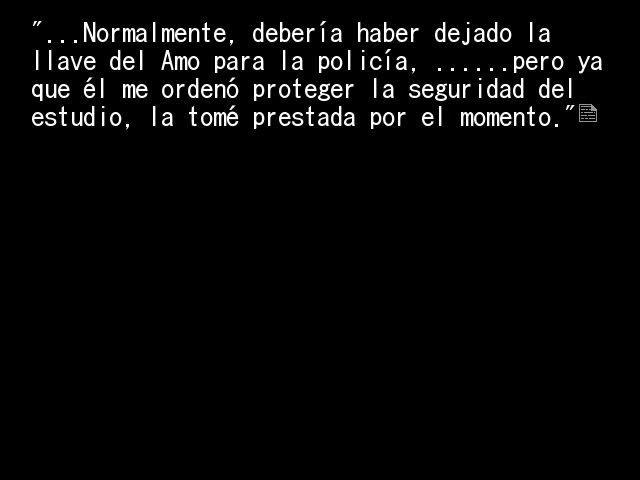 "...Normalmente, debería haber dejado la
llave del Amo para la policía, ......pero ya
que él me ordenó proteger la seguridad del
estudio, la tomé prestada por el momento."